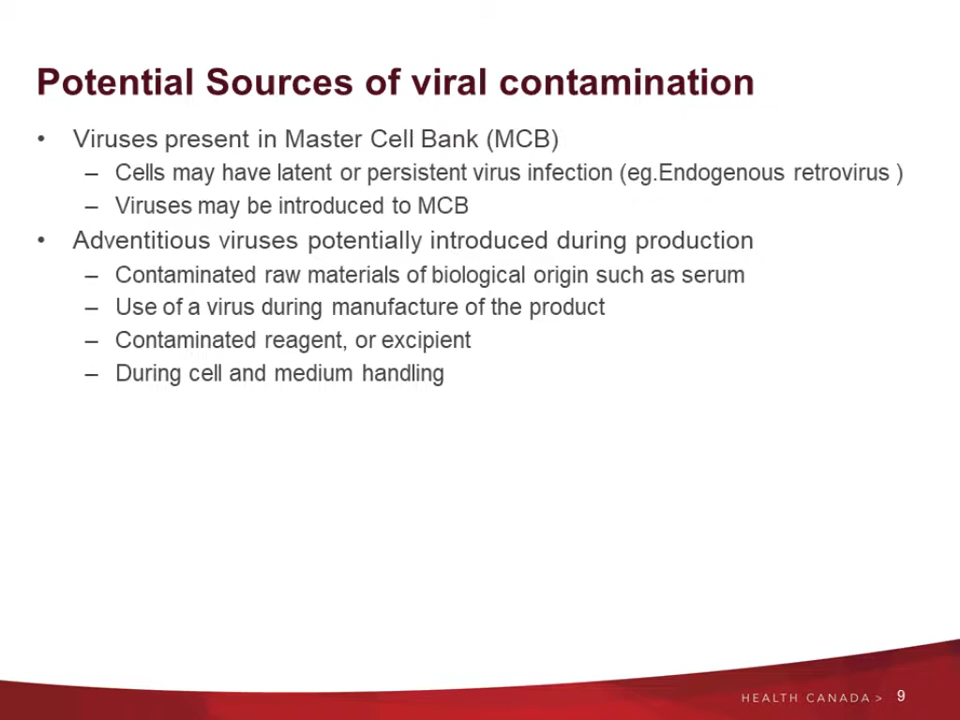 Potential Sources of viral contamination
• Viruses present in Master Cell Bank (MCB)
– Cells may have latent or persistent virus infection (eg.Endogenous retrovirus )
– Viruses may be introduced to MCB
• Adventitious viruses potentially introduced during production
– Contaminated raw materials of biological origin such as serum
– Use of a virus during manufacture of the product
– Contaminated reagent, or excipient
– During cell and medium handling
HEALTH CANADA > 9